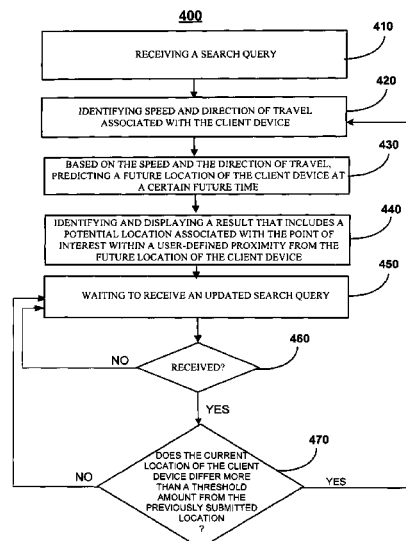 400
410
RECEIVING A SEARCH QUERY
420
IDENTIFYING SPEED AND DIRECTION OF TRAVEL
ASSOCIATED WITH THE CLIENT DEVICE
430
BASED ON THE SPEED AND THE DIRECTION OF TRAVEL,
PREDICTING A FUTURE LOCATION OF THE CLIENT DEVICE AT
A CERTAIN FUTURE TIME
440
IDENTIFYING AND DISPLAYING A RESULT THAT INCLUDES A
POTENTIAL LOCATION ASSOCIATED WITH THE POINT OF
INTEREST WITHIN A USER-DEFINED PROXIMITY FROM THE
FUTURE LOCATION OF THE CLIENT DEVICE
450
WAITING TO RECEIVE AN UPDATED SEARCH QUERY
460
NO
RECEIVED?
YES
470
DOES THE CURRENT
LOCATION OF THE CLIENT
DEVICE DIFFER MORE
THAN A THRESHOLD
AMOUNT FROM THE
PREVIOUSLY SUBMITTED
LOCATION
?
NO
YES